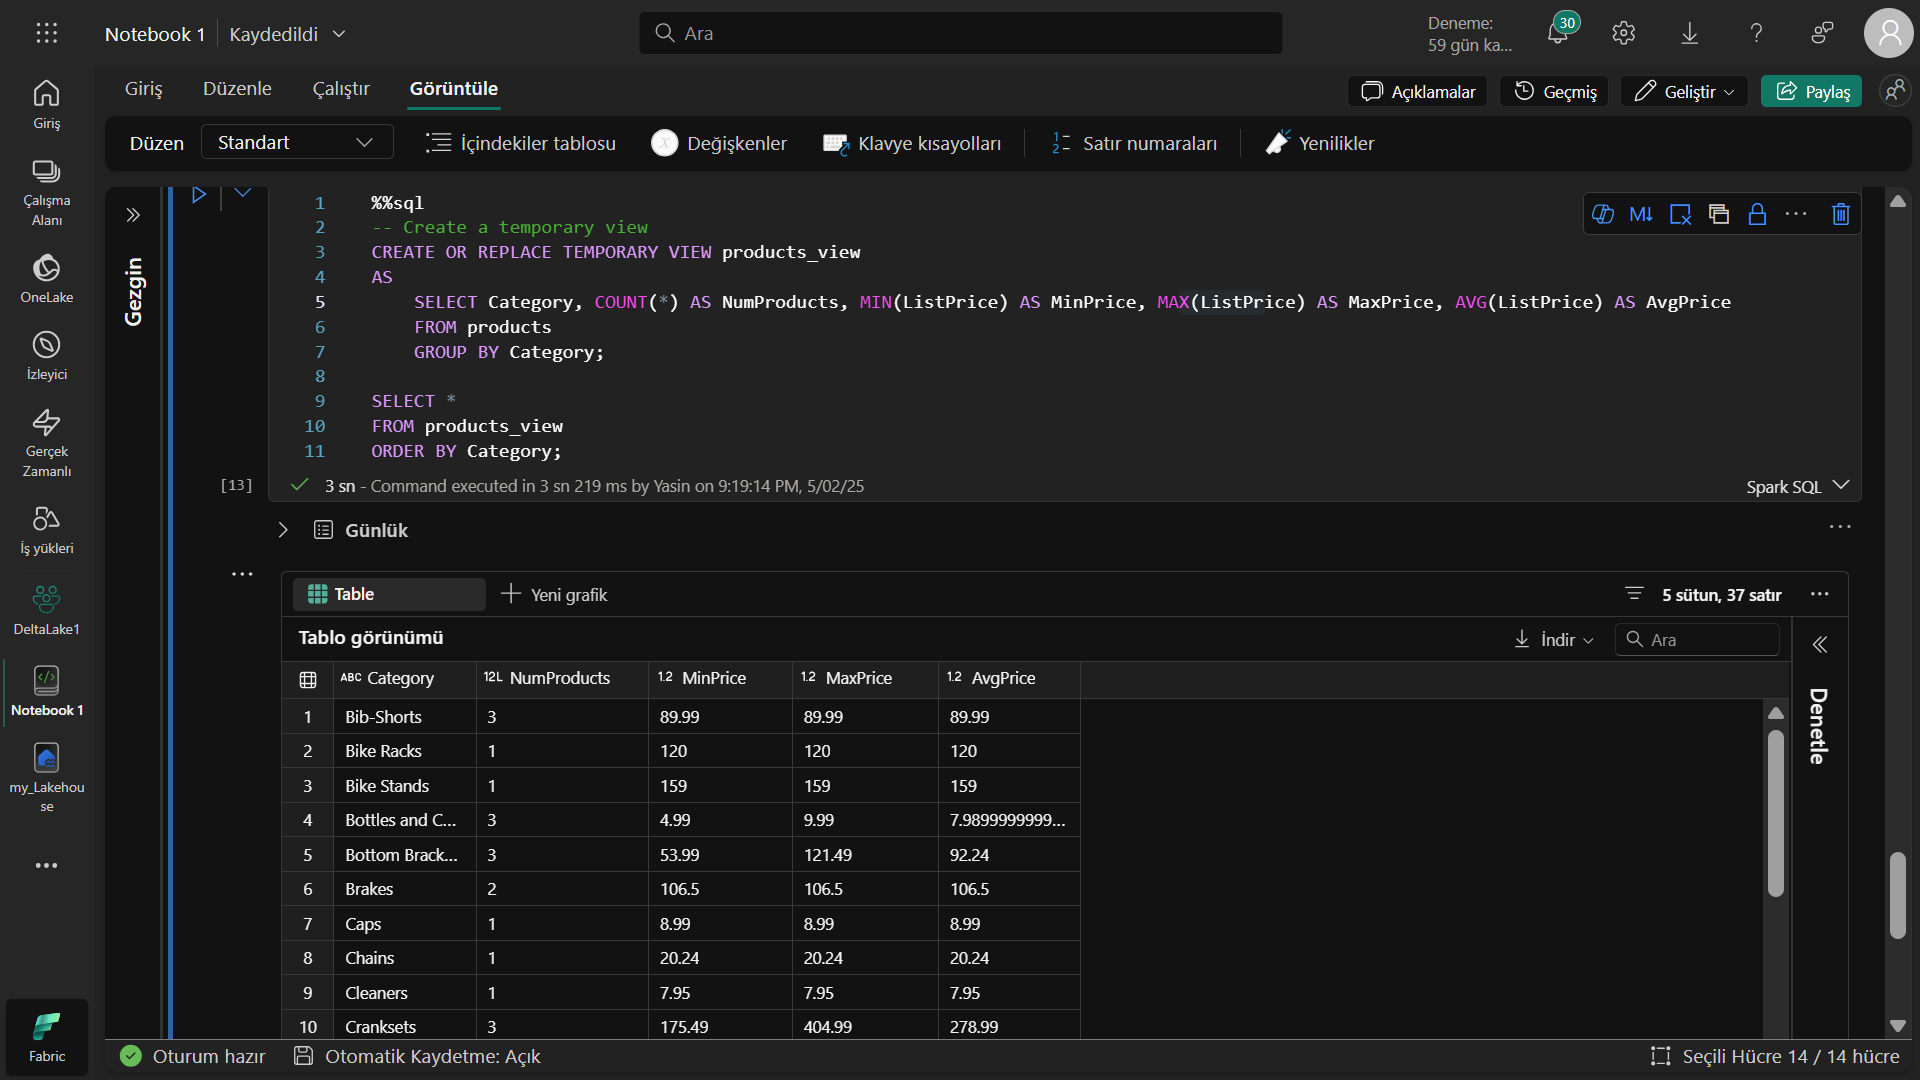 Notebook 1
Kaydedildi
Ara
Deneme:
59 gün ka...
30
Giriş
Düzenle
Çalıştır
Görüntüle
Açıklamalar
Geçmiş
Geliştir
Paylaş
Düzen
Standart
İçindekiler tablosu
Değişkenler
Klavye kısayolları
Satır numaraları
Yenilikler
Giriş
Çalışma
Alanı
OneLake
İzleyici
Gerçek
Zamanlı
İş yükleri
DeltaLake1
Notebook 1
my_Lakehou
se
Fabric
Gezgin
1 %%sql
2 -- Create a temporary view
3 CREATE OR REPLACE TEMPORARY VIEW products_view
4 AS
5 SELECT Category, COUNT(*) AS NumProducts, MIN(ListPrice) AS MinPrice, MAX(ListPrice) AS MaxPrice, AVG(ListPrice) AS AvgPrice
6 FROM products
7 GROUP BY Category;
8
9 SELECT *
10 FROM products_view
11 ORDER BY Category;
[13]
3 sn - Command executed in 3 sn 219 ms by Yasin on 9:19:14 PM, 5/02/25
Spark SQL
Günlük
Table
Yeni grafik
5 sütun, 37 satır
Tablo görünümü
İndir
Ara
Denetle
ABC Category 12L NumProducts 1.2 MinPrice 1.2 MaxPrice 1.2 AvgPrice
1 Bib-Shorts 3 89.99 89.99 89.99
2 Bike Racks 1 120 120 120
3 Bike Stands 1 159 159 159
4 Bottles and C... 3 4.99 9.99 7.9899999999...
5 Bottom Brack... 3 53.99 121.49 92.24
6 Brakes 2 106.5 106.5 106.5
7 Caps 1 8.99 8.99 8.99
8 Chains 1 20.24 20.24 20.24
9 Cleaners 1 7.95 7.95 7.95
10 Cranksets 3 175.49 404.99 278.99
Oturum hazır
Otomatik Kaydetme: Açık
Seçili Hücre 14 / 14 hücre